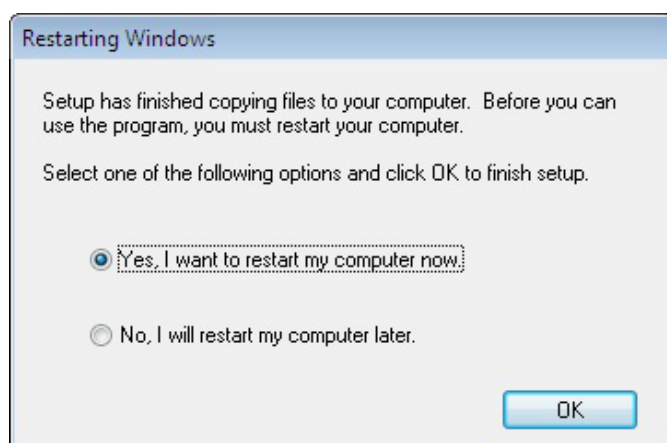 Restarting Windows
Setup has finished copying files to your computer.  Before you can
use the program, you must restart your computer.
Select one of the following options and click OK to finish setup.
Yes, I want to restart my computer now.
No, I will restart my computer later.
OK